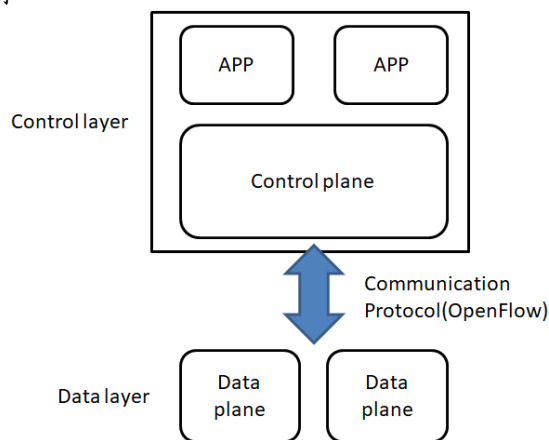 APP
APP
Control layer
Control plane
Communication
Protocol(OpenFlow)
Data layer
Data
plane
Data
plane